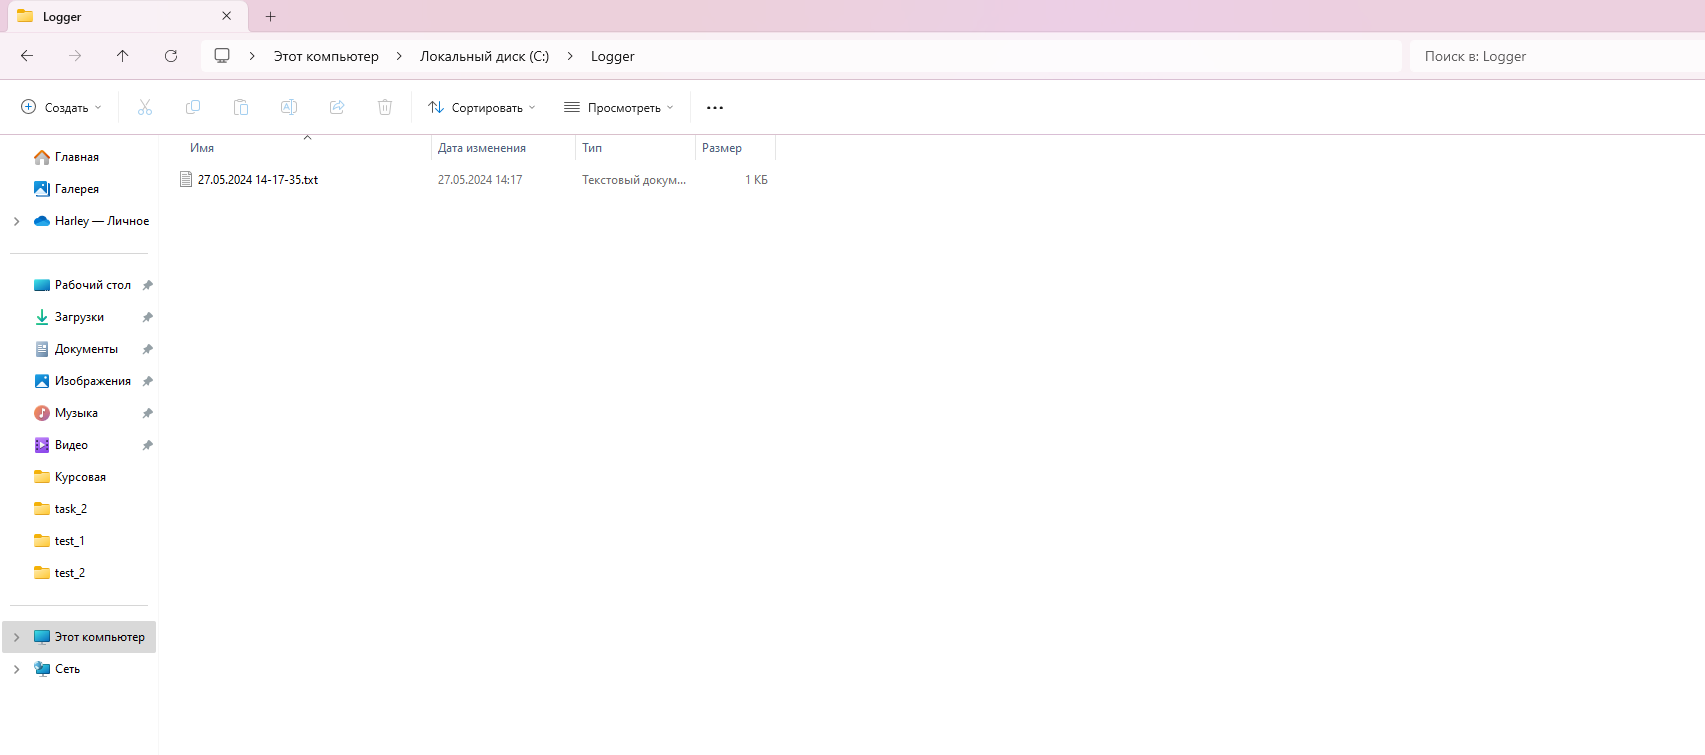 Logger
Этот компьютер
Локальный диск (C:)
Logger
Поиск в: Logger
Создать
Сортировать
Просмотреть
Имя
Дата изменения
Тип
Размер
27.05.2024 14-17-35.txt
27.05.2024 14:17
Текстовый докум...
1 КБ
Главная
Галерея
Harley — Личное
Рабочий стол
Загрузки
Документы
Изображения
Музыка
Видео
Курсовая
task_2
test_1
test_2
Этот компьютер
Сеть